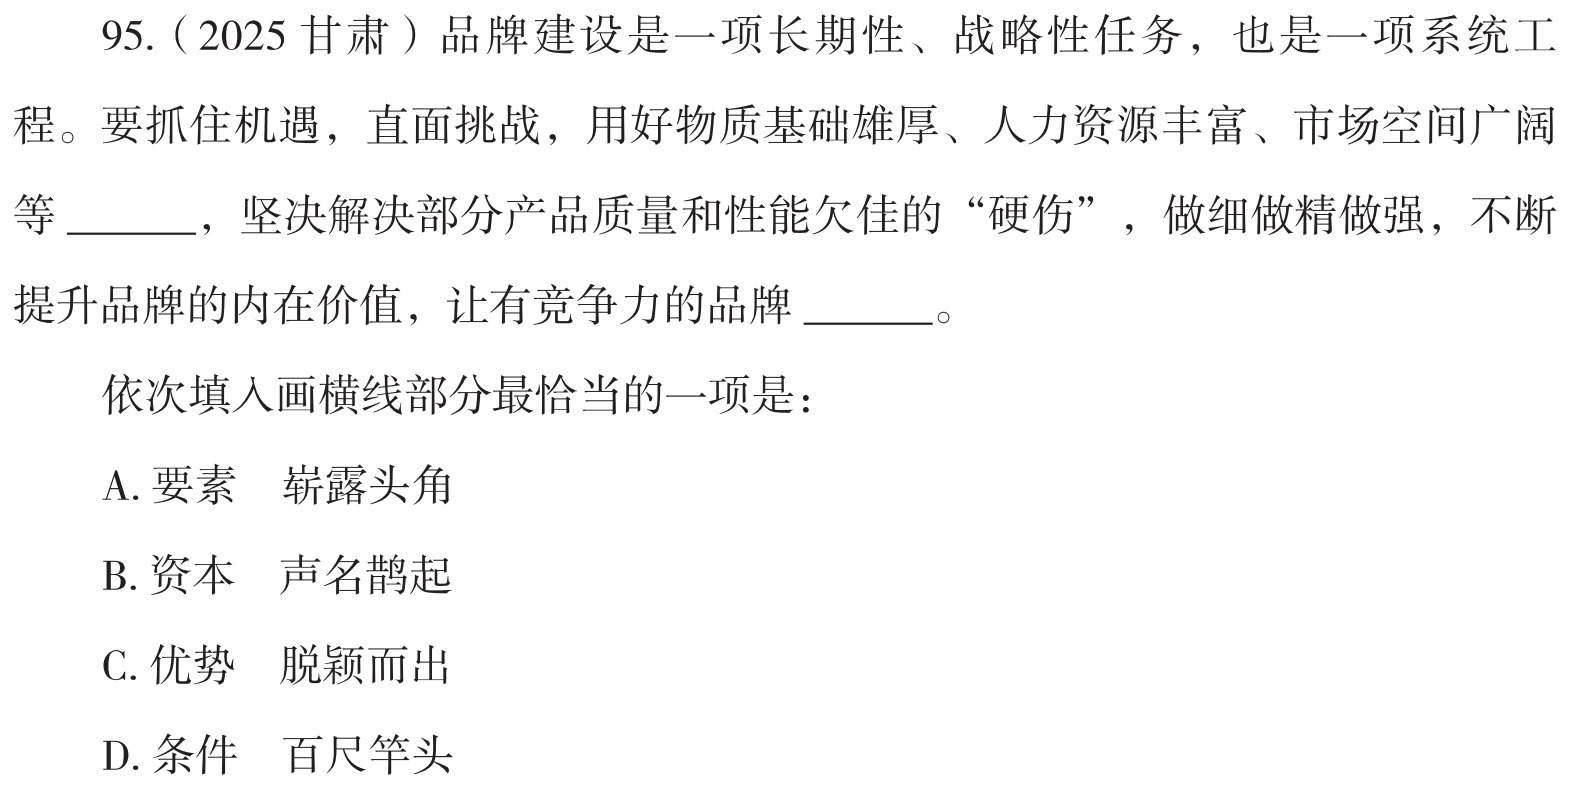 95.（2025 甘肃）品牌建设是一项长期性、战略性任务，也是一项系统工
程。要抓住机遇，直面挑战，用好物质基础雄厚、人力资源丰富、市场空间广阔
等 ______，坚决解决部分产品质量和性能欠佳的“硬伤”，做细做精做强，不断
提升品牌的内在价值，让有竞争力的品牌 ______。
依次填入画横线部分最恰当的一项是：
A. 要素　崭露头角
B. 资本　声名鹊起
C. 优势　脱颖而出
D. 条件　百尺竿头